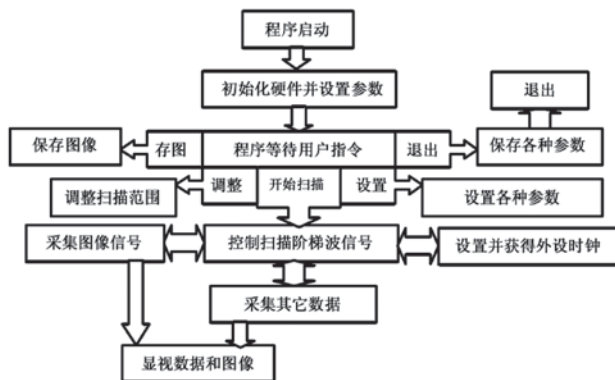 程序启动
初始化硬件并设置参数
退出
保存图像
存图
程序等待用户指令
退出
保存各种参数
调整扫描范围
调整
开始扫描
设置
设置各种参数
采集图像信号
控制扫描阶梯波信号
设置并获得外设时钟
采集其它数据
显视数据和图像